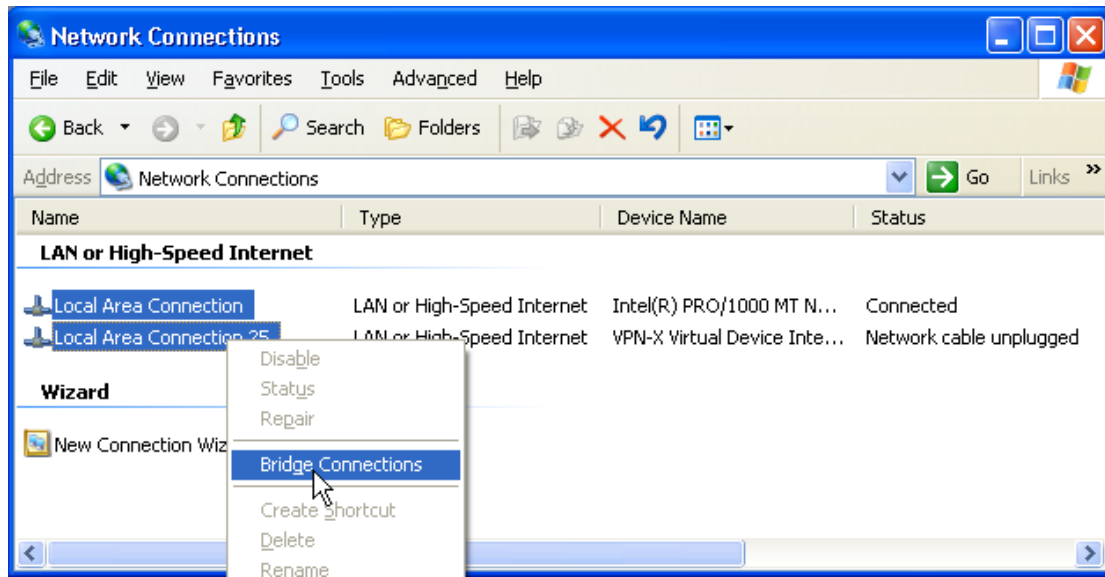 Network Connections
File Edit View Favorites Tools Advanced Help
Back Search Folders
Address Network Connections Go Links »
Name Type Device Name Status
LAN or High-Speed Internet
Local Area Connection LAN or High-Speed Internet Intel(R) PRO/1000 MT N... Connected
Local Area Connection 25 LAN or High-Speed Internet VPN-X Virtual Device Inte... Network cable unplugged
Disable
Wizard
Status
Repair
New Connection Wiz
Bridge Connections
Create Shortcut
Delete
Rename